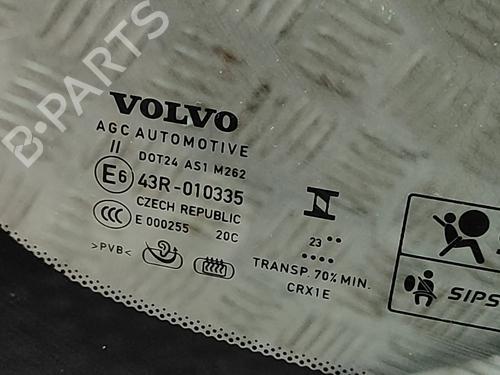 B-PARTS
VOLVO
AGC AUTOMOTIVE
II DOT24 AS1 M262
E6 43R-010335
CZECH REPUBLIC
CCC E 000255 20C
>PVB<
23
TRANSP. 70% MIN.
CRX1E
SIPS